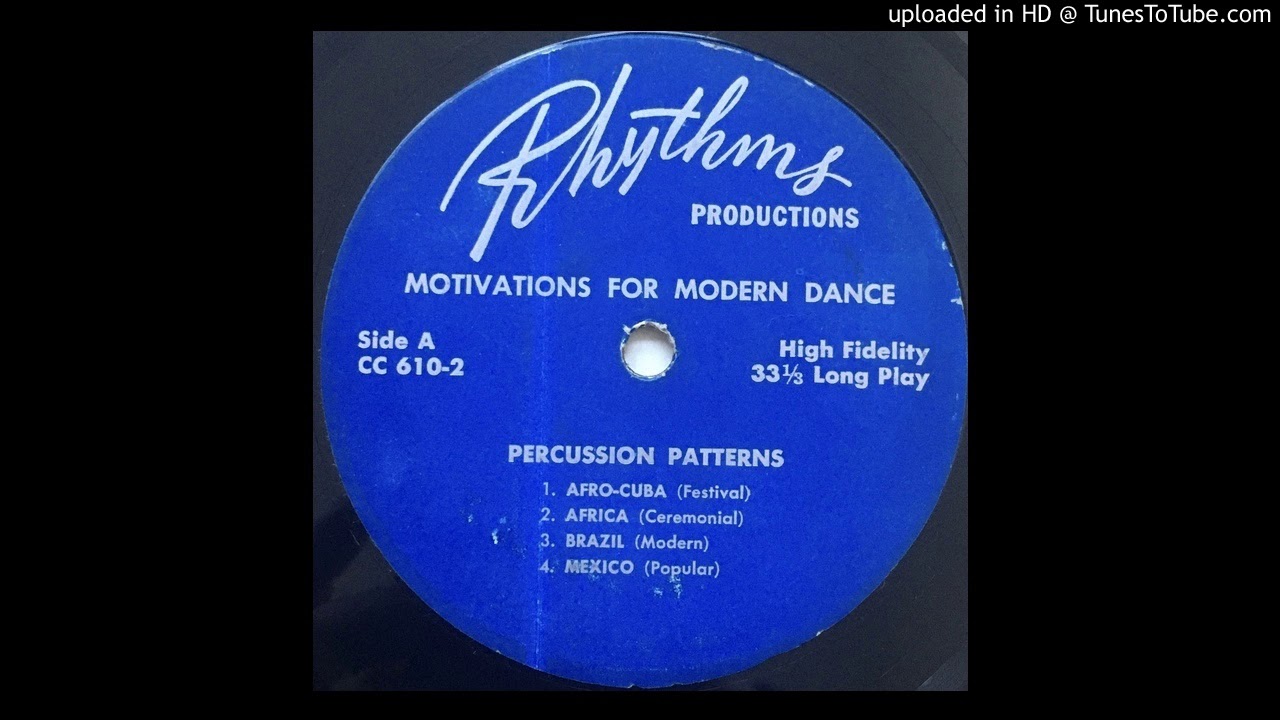 uploaded in HD @ TunesToTube.com
Rhythms
PRODUCTIONS
MOTIVATIONS FOR MODERN DANCE
Side A
CC 610-2
High Fidelity
33⅓ Long Play
PERCUSSION PATTERNS
1. AFRO-CUBA (Festival)
2. AFRICA (Ceremonial)
3. BRAZIL (Modern)
4. MEXICO (Popular)